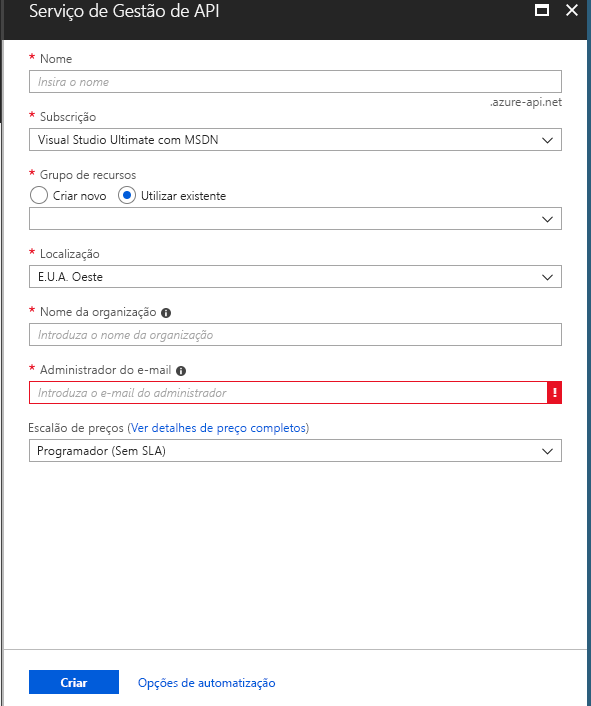 Serviço de Gestão de API
* Nome
Insira o nome
.azure-api.net
* Subscrição
Visual Studio Ultimate com MSDN
* Grupo de recursos
Criar novo Utilizar existente
* Localização
E.U.A. Oeste
* Nome da organização
Introduza o nome da organização
* Administrador do e-mail
Introduza o e-mail do administrador
Escalão de preços (Ver detalhes de preço completos)
Programador (Sem SLA)
Criar Opções de automatização